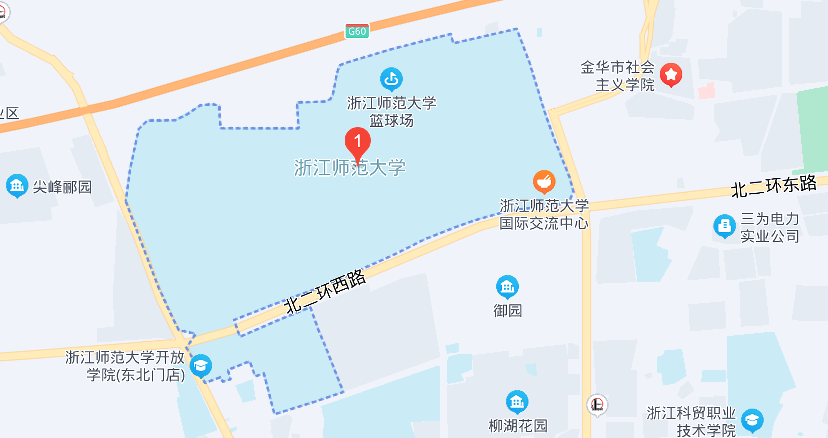 G60
金华市社会
主义学院
浙江师范大学
篮球场
业区
1
浙江师范大学
尖峰郦园
浙江师范大学
国际交流中心
北二环东路
三为电力
实业公司
北二环西路
御园
浙江师范大学开放
学院(东北门店)
柳湖花园
浙江科贸职业
技术学院